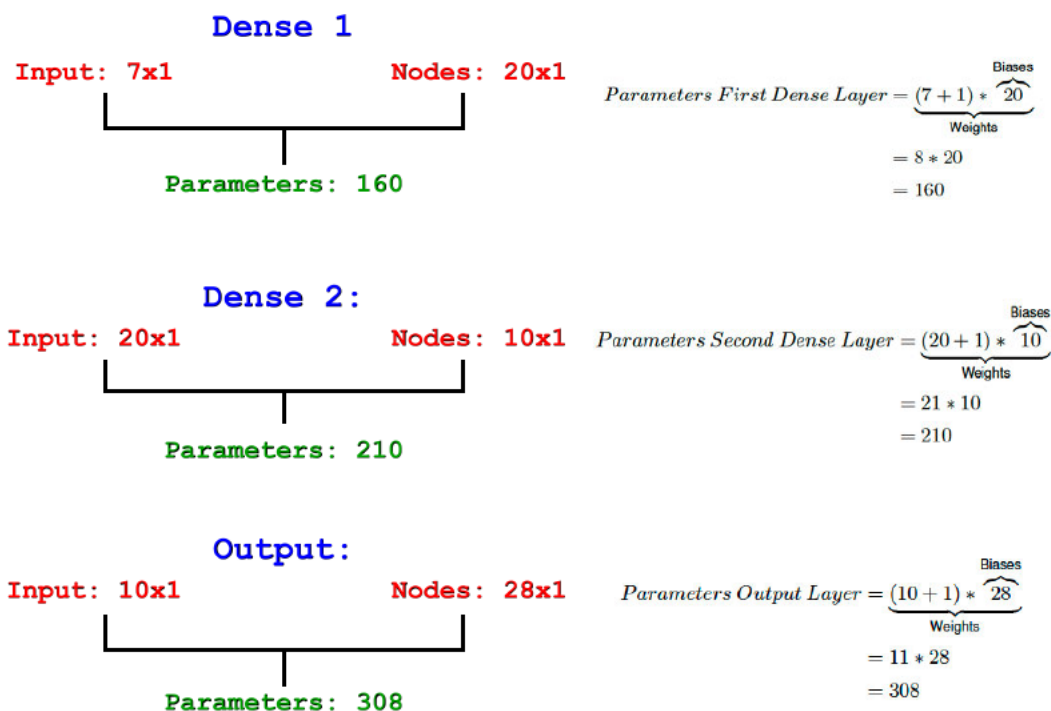 Dense 1
Input: 7x1
Nodes: 20x1
Parameters: 160
Biases
Parameters First Dense Layer = (7 + 1) * 20
Weights
= 8 * 20
= 160
Dense 2:
Input: 20x1
Nodes: 10x1
Parameters: 210
Biases
Parameters Second Dense Layer = (20 + 1) * 10
Weights
= 21 * 10
= 210
Output:
Input: 10x1
Nodes: 28x1
Parameters: 308
Biases
Parameters Output Layer = (10 + 1) * 28
Weights
= 11 * 28
= 308